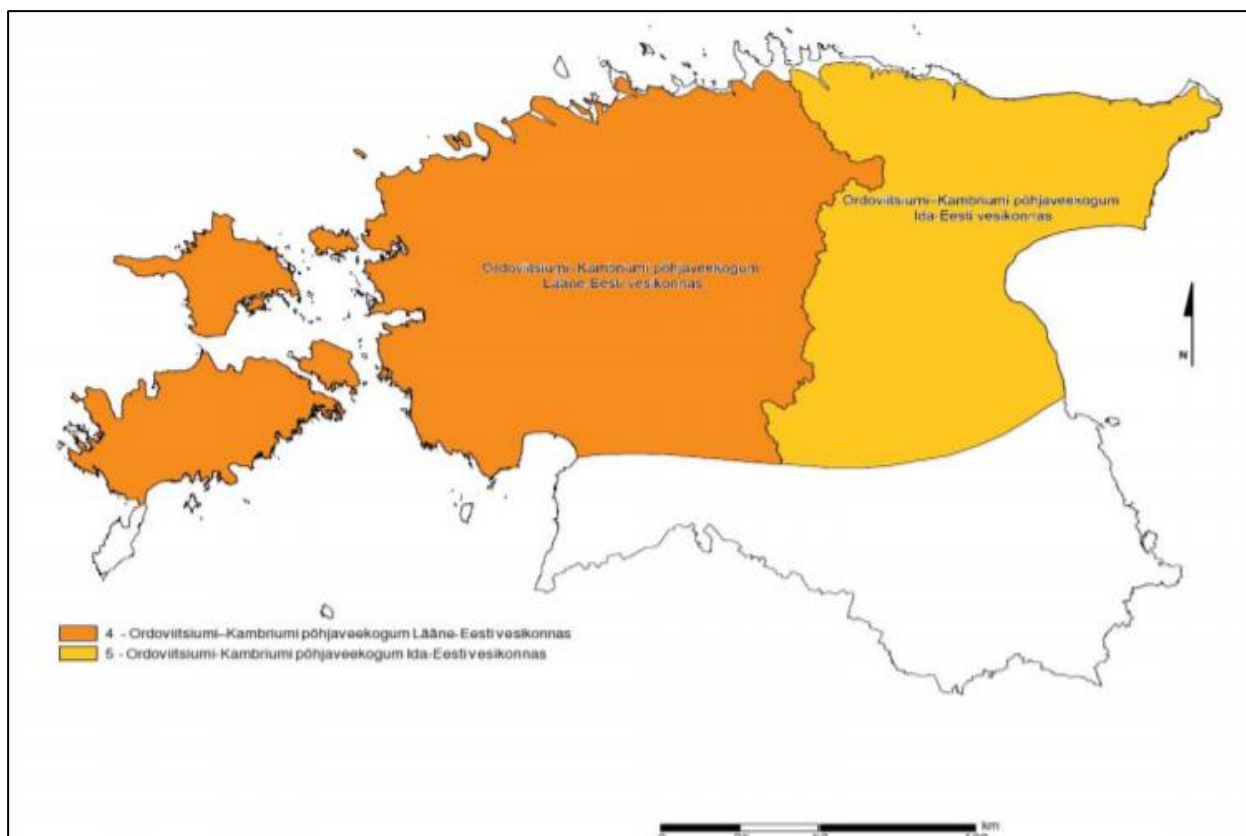 Ordoviitsiumi-Kambriumi põhjaveekogum
Ida-Eesti vesikonnas
Ordoviitsiumi–Kambriumi põhjaveekogum
Lääne-Eesti vesikonnas
N
4 - Ordoviitsiumi–Kambriumi põhjaveekogum Lääne-Eesti vesikonnas
5 - Ordoviitsiumi-Kambriumi põhjaveekogum Ida-Eesti vesikonnas
km